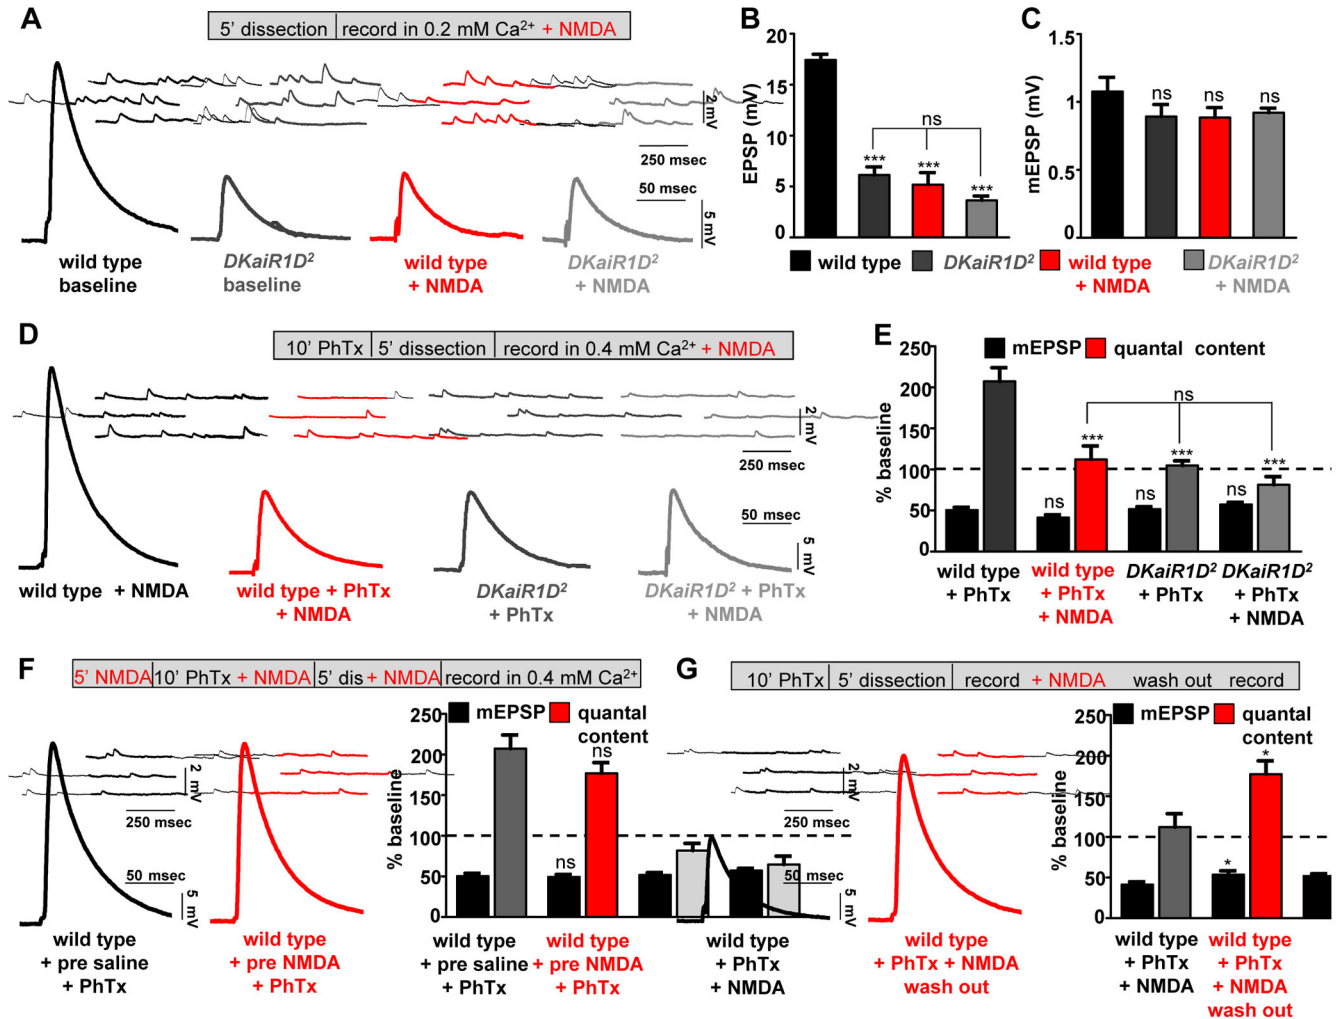 A
5' dissection record in 0.2 mM Ca²⁺ + NMDA
2 mV
250 msec
50 msec
5 mV
wild type
baseline
DKaiR1D²
baseline
wild type
+ NMDA
DKaiR1D²
+ NMDA
B
EPSP (mV)
20
15
10
5
0
ns
***
***
***
C
mEPSP (mV)
1.5
1
0.5
0
ns
ns
ns
wild type
DKaiR1D²
wild type
+ NMDA
DKaiR1D²
+ NMDA
D
10' PhTx 5' dissection record in 0.4 mM Ca²⁺ + NMDA
2 mV
250 msec
50 msec
5 mV
wild type + NMDA
wild type + PhTx
+ NMDA
DKaiR1D²
+ PhTx
DKaiR1D² + PhTx
+ NMDA
E
mEPSP quantal content
% baseline
250
200
150
100
50
0
ns
***
***
***
ns
ns
ns
wild type
+ PhTx
wild type
+ PhTx
+ NMDA
DKaiR1D²
+ PhTx
DKaiR1D²
+ PhTx
+ NMDA
F
5' NMDA 10' PhTx + NMDA 5' dis + NMDA record in 0.4 mM Ca²⁺
2 mV
250 msec
50 msec
5 mV
wild type
+ pre saline
+ PhTx
wild type
+ pre NMDA
+ PhTx
mEPSP quantal
content
% baseline
250
200
150
100
50
0
ns
ns
wild type
+ pre saline
+ PhTx
wild type
+ pre NMDA
+ PhTx
G
10' PhTx 5' dissection record + NMDA wash out record
2 mV
250 msec
50 msec
5 mV
wild type
+ PhTx
+ NMDA
wild type
+ PhTx + NMDA
wash out
mEPSP quantal
content
% baseline
250
200
150
100
50
0
*
*
wild type
+ PhTx
+ NMDA
wild type
+ PhTx
+ NMDA
wash out